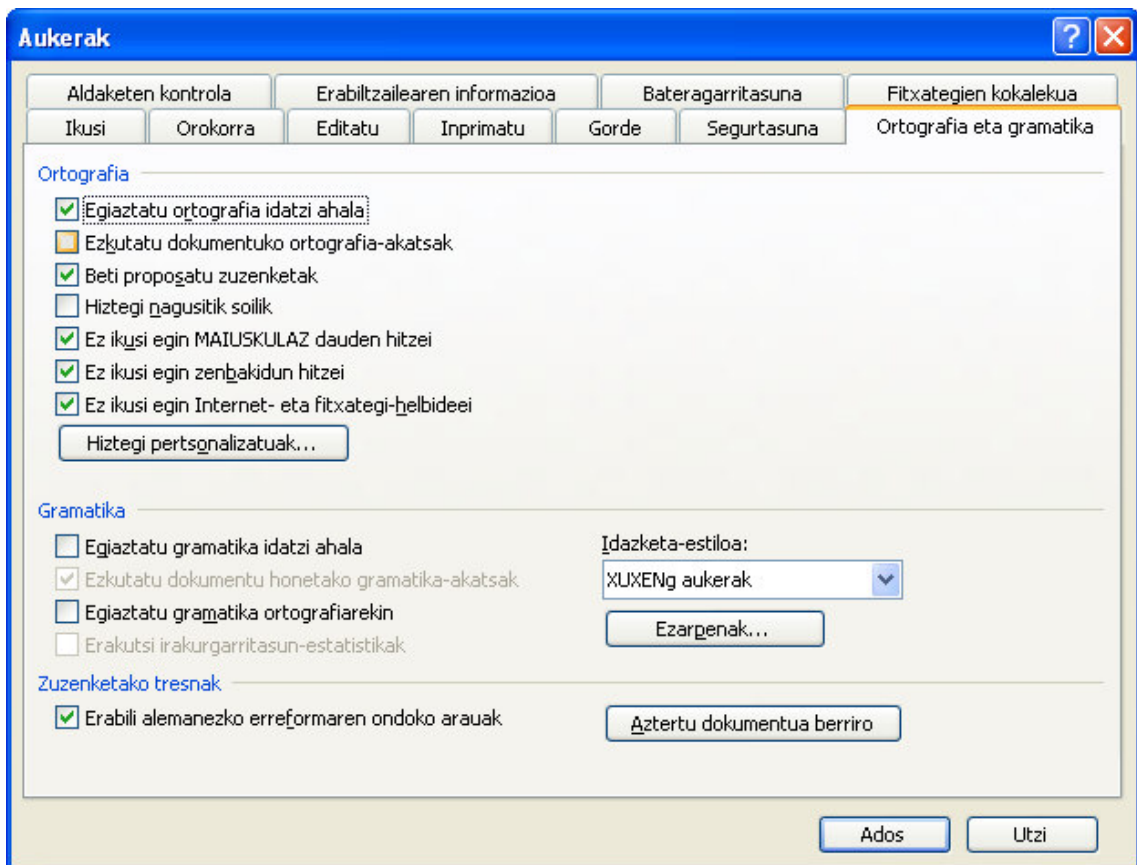 Aukerak
Aldaketen kontrola Erabiltzailearen informazioa Bateragarritasuna Fitxategien kokalekua
Ikusi Orokorra Editatu Inprimatu Gorde Segurtasuna Ortografia eta gramatika
Ortografia
Egiaztatu ortografia idatzi ahala
Ezkutatu dokumentuko ortografia-akatsak
Beti proposatu zuzenketak
Hiztegi nagusitik soilik
Ez ikusi egin MAIUSKULAZ dauden hitzei
Ez ikusi egin zenbakidun hitzei
Ez ikusi egin Internet- eta fitxategi-helbideei
Hiztegi pertsonalizatuak...
Gramatika
Egiaztatu gramatika idatzi ahala Idazketa-estiloa:
Ezkutatu dokumentu honetako gramatika-akatsak XUXENg aukerak
Egiaztatu gramatika ortografiarekin Ezarpenak...
Erakutsi irakurgarritasun-estatistikak
Zuzenketako tresnak
Erabili alemanezko erreformaren ondoko arauak Aztertu dokumentua berriro
Ados Utzi